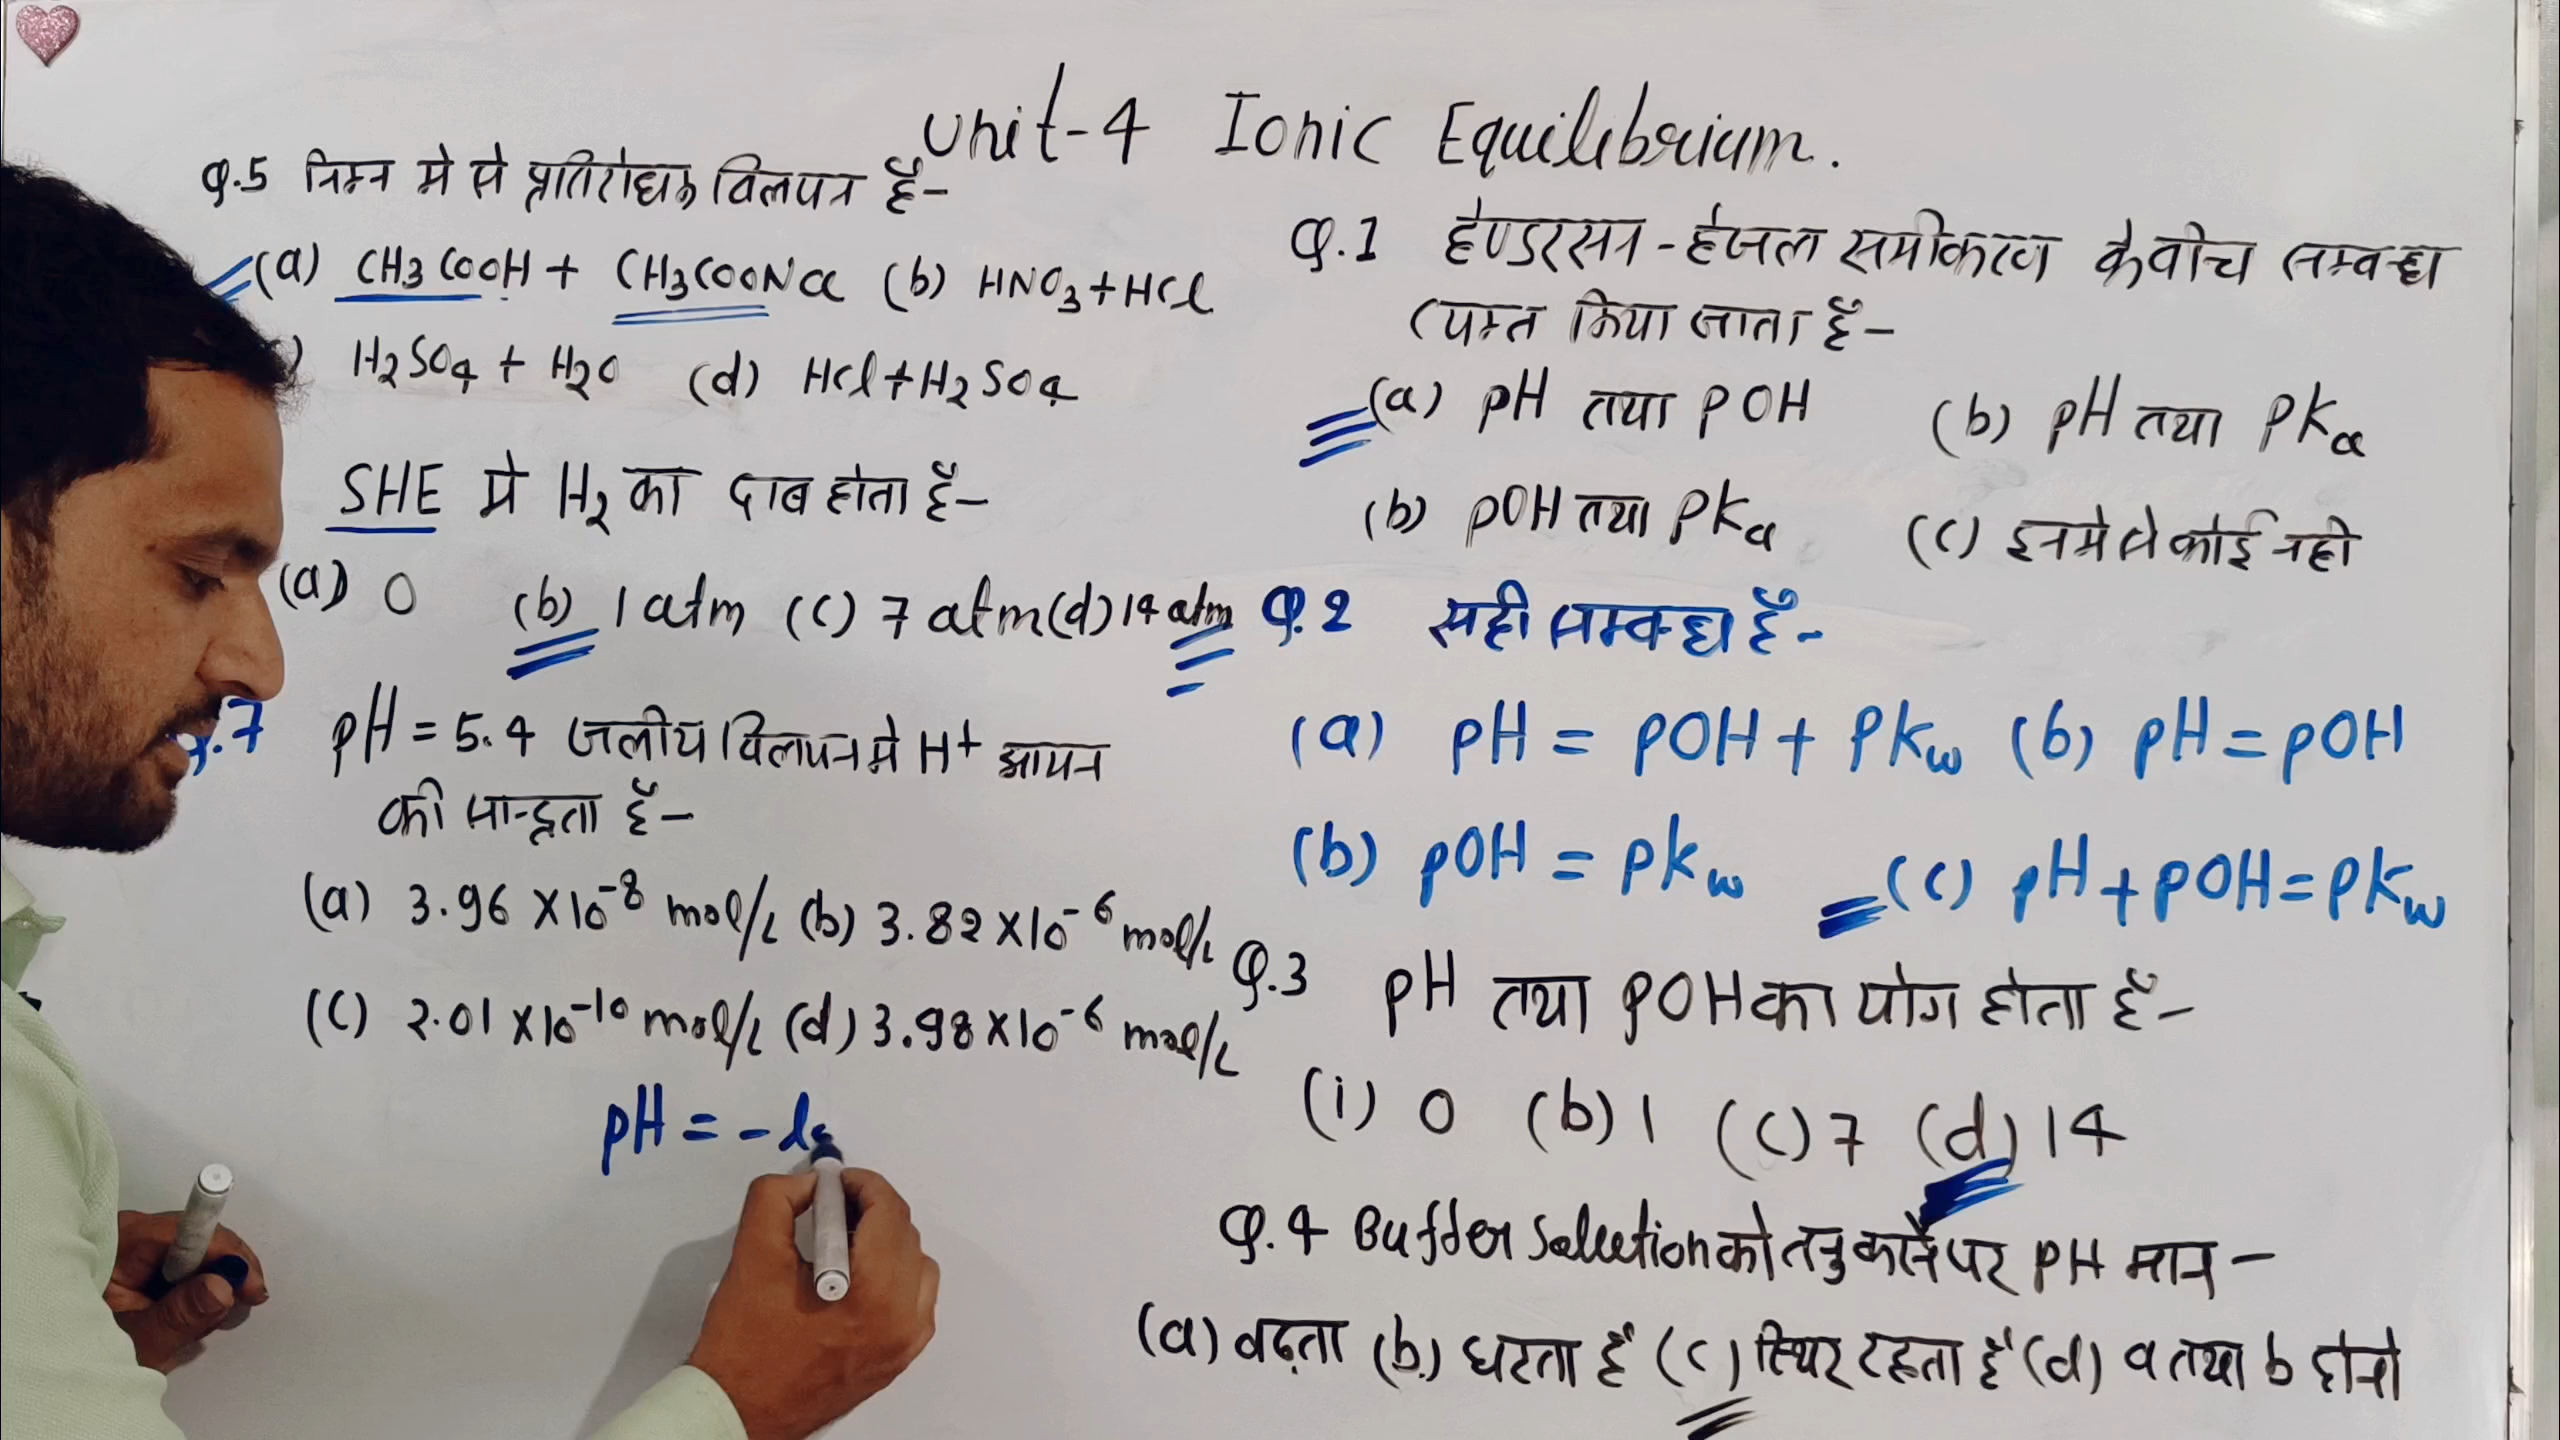 Unit-4 Ionic Equilibrium.
Q.1 हेण्डरसन-हेजल समीकरण के वीच सम्वन्ध
व्यक्त किया जाता है-
(a) pH तथा pOH (b) pH तथा PKa
(b) pOH तथा PKa (c) इनमे से कोई नही
Q.2 सही सम्वन्ध है-
(a) pH = pOH + PKw (b) pH = pOH
(b) pOH = PKw (c) pH + pOH = PKw
Q.3 pH तथा pOH का योग होता है-
(i) 0 (b) 1 (c) 7 (d) 14
Q.4 Buffer Solution को तनु करने पर PH मान -
(a) बढ़ता (b.) घटता है (c) स्थिर रहता है (d) a तथा b दोनो
Q.5 निम्न मे से प्रतिरोधक विलयन है-
(a) CH3COOH + CH3COONa (b) HNO3+HCl
) H2SO4 + H2O (d) HCl+H2SO4
SHE मे H2 का दाब होता है-
(a) 0 (b) 1 atm (c) 7 atm (d) 14 atm
.7 pH = 5.4 जलीय विलयन मे H+ आयन
की सान्द्रता है-
(a) 3.96 X10-8 mol/L (b) 3.82 X10-6 mol/L
(C) 2.01 X10-10 mol/L (d) 3.98X10-6 mol/L
pH = - lo